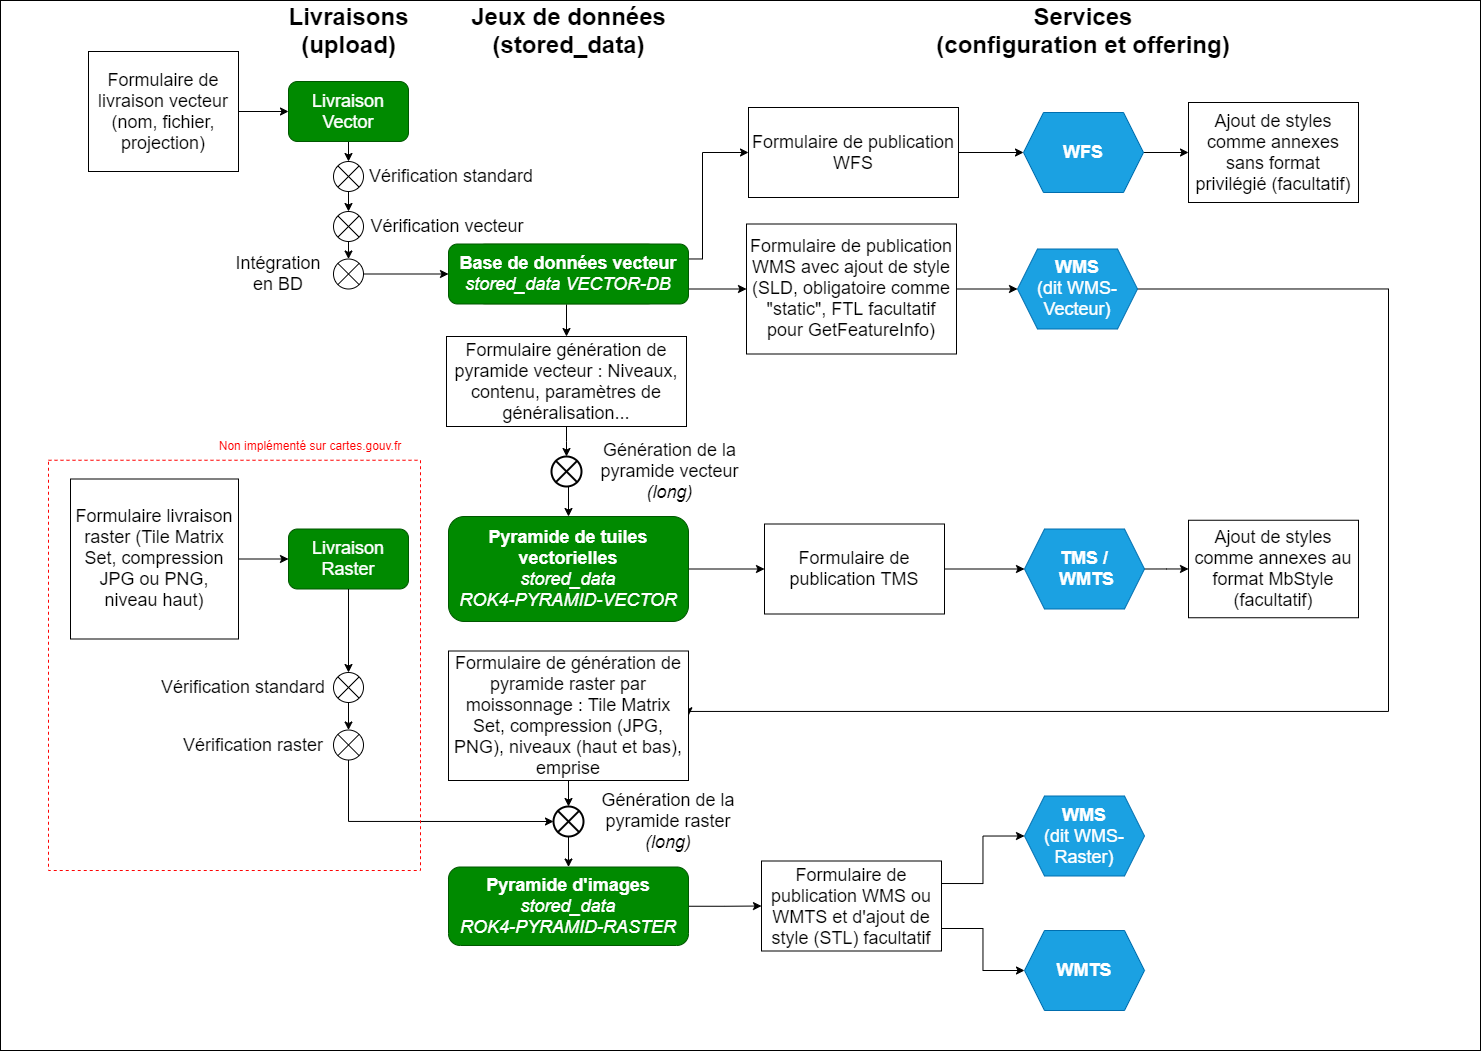 Livraisons
(upload)
Jeux de données
(stored_data)
Services
(configuration et offering)
Formulaire de
livraison vecteur
(nom, fichier,
projection)
Livraison
Vector
Vérification standard
Vérification vecteur
Intégration
en BD
Base de données vecteur
stored_data VECTOR-DB
Formulaire de publication
WFS
WFS
Ajout de styles
comme annexes
sans format
privilégié (facultatif)
Formulaire de publication
WMS avec ajout de style
(SLD, obligatoire comme
"static", FTL facultatif
pour GetFeatureInfo)
WMS
(dit WMS-
Vecteur)
Formulaire génération de
pyramide vecteur : Niveaux,
contenu, paramètres de
généralisation...
Génération de la
pyramide vecteur
(long)
Non implémenté sur cartes.gouv.fr
Formulaire livraison
raster (Tile Matrix
Set, compression
JPG ou PNG,
niveau haut)
Livraison
Raster
Vérification standard
Vérification raster
Pyramide de tuiles
vectorielles
stored_data
ROK4-PYRAMID-VECTOR
Formulaire de
publication TMS
TMS /
WMTS
Ajout de styles
comme annexes au
format MbStyle
(facultatif)
Formulaire de génération de
pyramide raster par
moissonnage : Tile Matrix
Set, compression (JPG,
PNG), niveaux (haut et bas),
emprise
Génération de la
pyramide raster
(long)
Pyramide d'images
stored_data
ROK4-PYRAMID-RASTER
Formulaire de
publication WMS ou
WMTS et d'ajout de
style (STL) facultatif
WMS
(dit WMS-
Raster)
WMTS